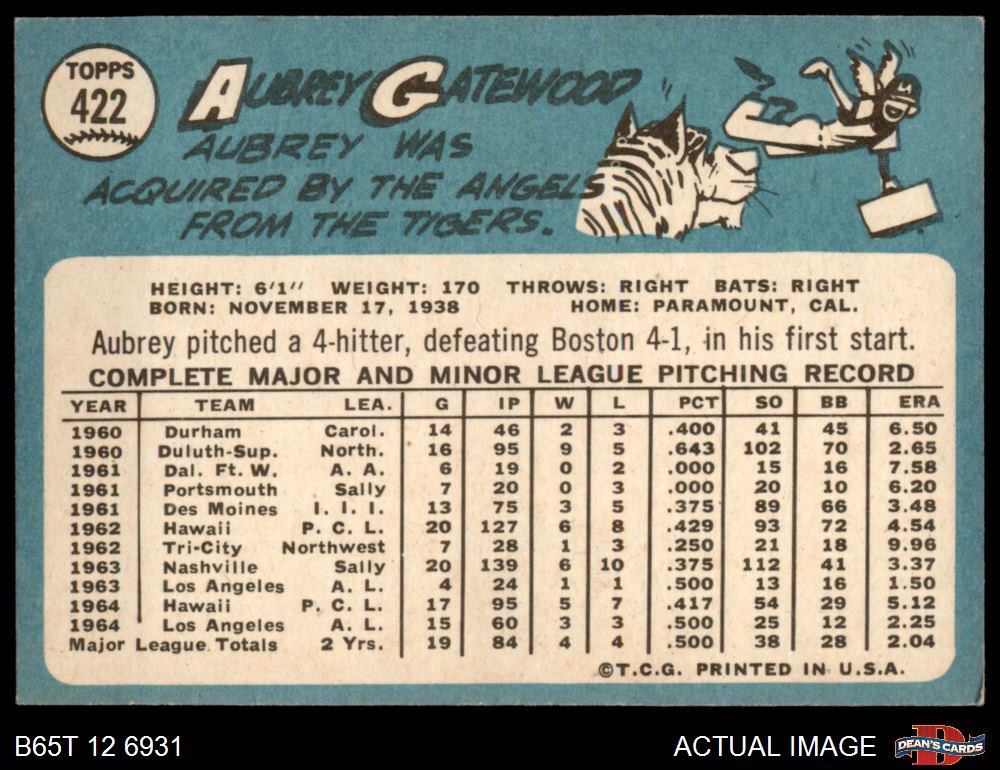 TOPPS
422
AUBREY GATEWOOD
AUBREY WAS
ACQUIRED BY THE ANGELS
FROM THE TIGERS.
HEIGHT: 6'1" WEIGHT: 170 THROWS: RIGHT BATS: RIGHT
BORN: NOVEMBER 17, 1938 HOME: PARAMOUNT, CAL.
Aubrey pitched a 4-hitter, defeating Boston 4-1, in his first start.
COMPLETE MAJOR AND MINOR LEAGUE PITCHING RECORD
YEAR TEAM LEA. G IP W L PCT SO BB ERA
1960 Durham Carol. 14 46 2 3 .400 41 45 6.50
1960 Duluth-Sup. North. 16 95 9 5 .643 102 70 2.65
1961 Dal. Ft. W. A. A. 6 19 0 2 .000 15 16 7.58
1961 Portsmouth Sally 7 20 0 3 .000 20 10 6.20
1961 Des Moines I. I. I. 13 75 3 5 .375 89 66 3.48
1962 Hawaii P. C. L. 20 127 6 8 .429 93 72 4.54
1962 Tri-City Northwest 7 28 1 3 .250 21 18 9.96
1963 Nashville Sally 20 139 6 10 .375 112 41 3.37
1963 Los Angeles A. L. 4 24 1 1 .500 13 16 1.50
1964 Hawaii P. C. L. 17 95 5 7 .417 54 29 5.12
1964 Los Angeles A. L. 15 60 3 3 .500 25 12 2.25
Major League Totals 2 Yrs. 19 84 4 4 .500 38 28 2.04
©T.C.G. PRINTED IN U.S.A.
B65T 12 6931
ACTUAL IMAGE
D
DEAN'S CARDS